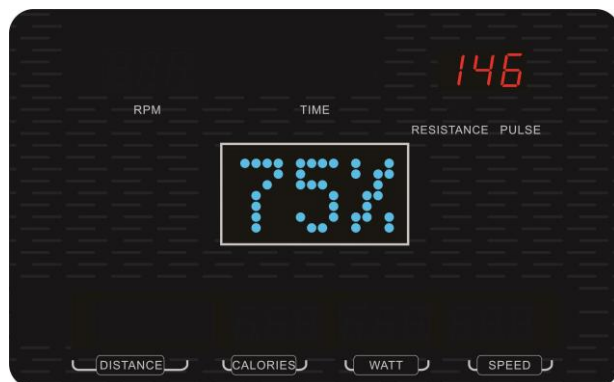 146
RPM TIME
RESISTANCE PULSE
75%
DISTANCE CALORIES WATT SPEED